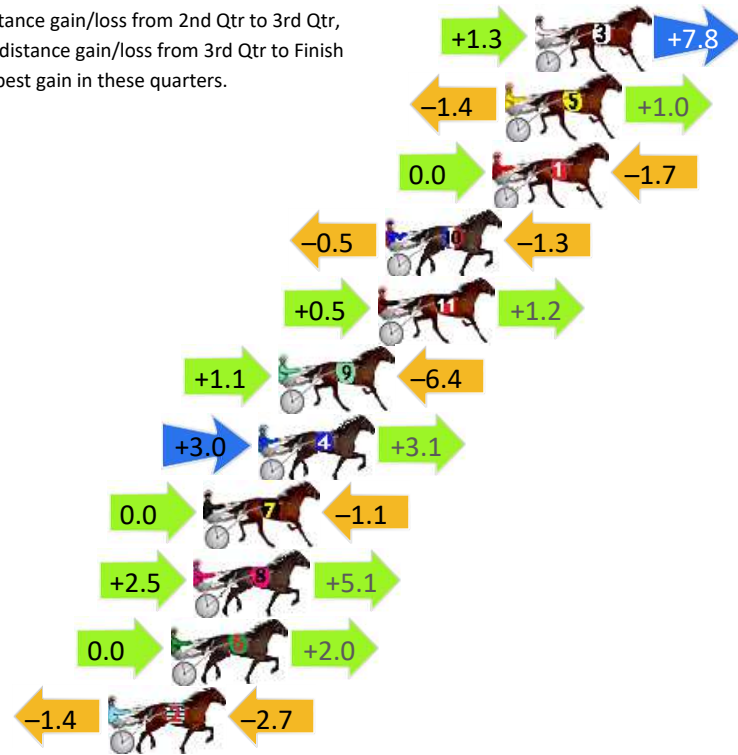 tance gain/loss from 2nd Qtr to 3rd Qtr,
distance gain/loss from 3rd Qtr to Finish
best gain in these quarters.
+1.3 3 +7.8
–1.4 5 +1.0
0.0 1 –1.7
–0.5 10 –1.3
+0.5 11 +1.2
+1.1 9 –6.4
+3.0 4 +3.1
0.0 7 –1.1
+2.5 8 +5.1
0.0 6 +2.0
–1.4 2 –2.7